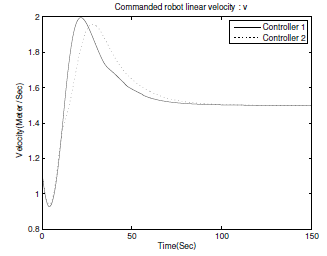 Commanded robot linear velocity : v
Controller 1
Controller 2
Velocity(Meter/Sec)
2
1.8
1.6
1.4
1.2
1
0.8
0
50
100
150
Time(Sec)